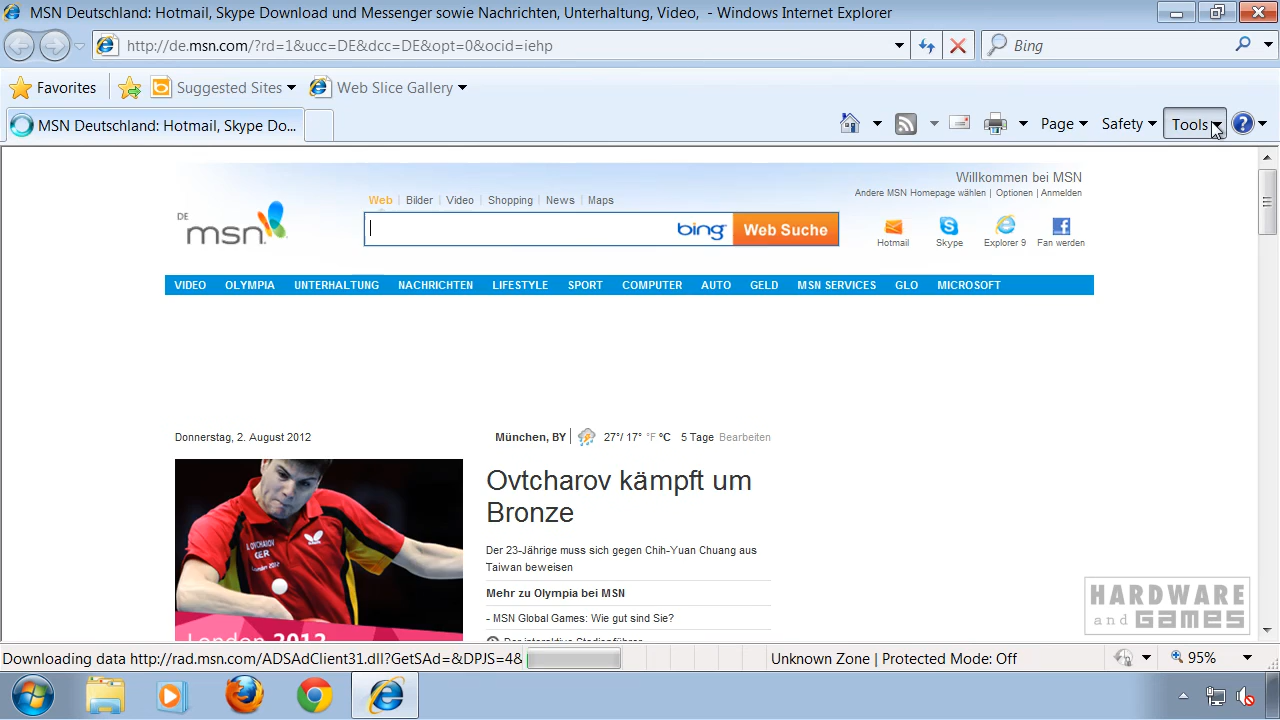 MSN Deutschland: Hotmail, Skype Download und Messenger sowie Nachrichten, Unterhaltung, Video, - Windows Internet Explorer
http://de.msn.com/?rd=1&ucc=DE&dcc=DE&opt=0&ocid=iehp
Bing
Favorites
Suggested Sites
Web Slice Gallery
MSN Deutschland: Hotmail, Skype Do...
Page
Safety
Tools
Willkommen bei MSN
Andere MSN Homepage wählen | Optionen | Anmelden
DE
msn
Web | Bilder | Video | Shopping | News | Maps
bing
Web Suche
Hotmail
Skype
Explorer 9
Fan werden
VIDEO OLYMPIA UNTERHALTUNG NACHRICHTEN LIFESTYLE SPORT COMPUTER AUTO GELD MSN SERVICES GLO MICROSOFT
Donnerstag, 2. August 2012
München, BY
27°/ 17° °F °C
5 Tage
Bearbeiten
GER
London 2012
Ovtcharov kämpft um
Bronze
Der 23-Jährige muss sich gegen Chih-Yuan Chuang aus
Taiwan beweisen
Mehr zu Olympia bei MSN
- MSN Global Games: Wie gut sind Sie?
Der interaktive Stadienführer
HARDWARE
and GAMES
Downloading data http://rad.msn.com/ADSAdClient31.dll?GetSAd=&DPJS=4&
Unknown Zone | Protected Mode: Off
95%